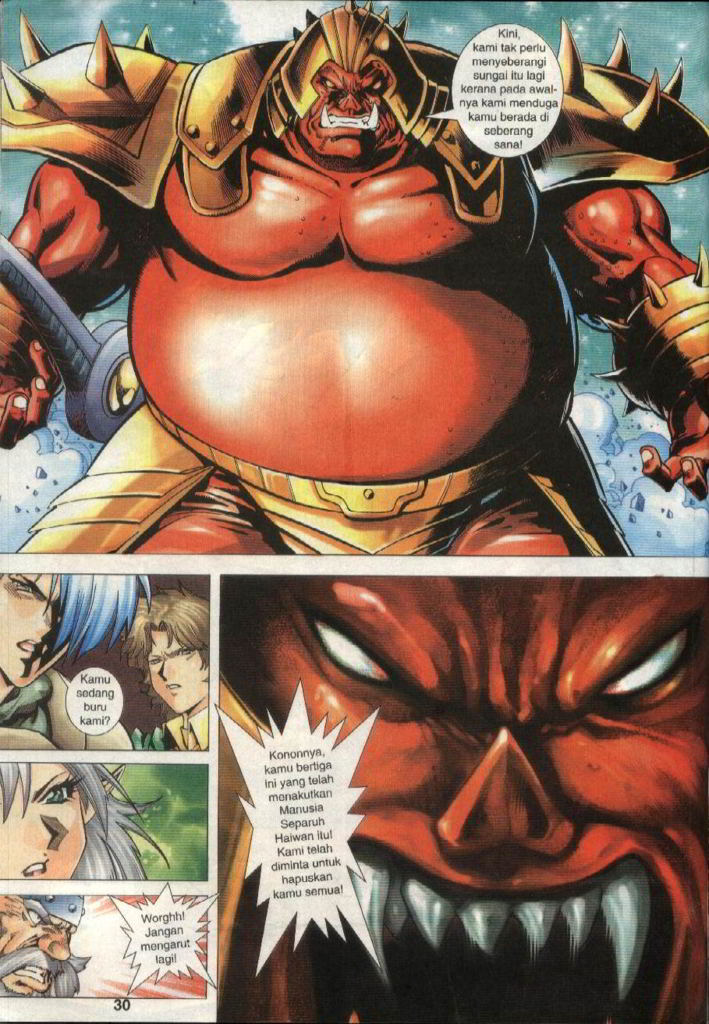 Kini,
kami tak perlu
menyeberangi
sungai itu lagi
kerana pada awal-
nya kami menduga
kamu berada di
seberang
sana!
Kamu
sedang
buru
kami?
Kononnya,
kamu bertiga
ini yang telah
menakutkan
Manusia
Separuh
Haiwan itu!
Kami telah
diminta untuk
hapuskan
kamu semua!
Worghh!
Jangan
mengarut
lagi!
30